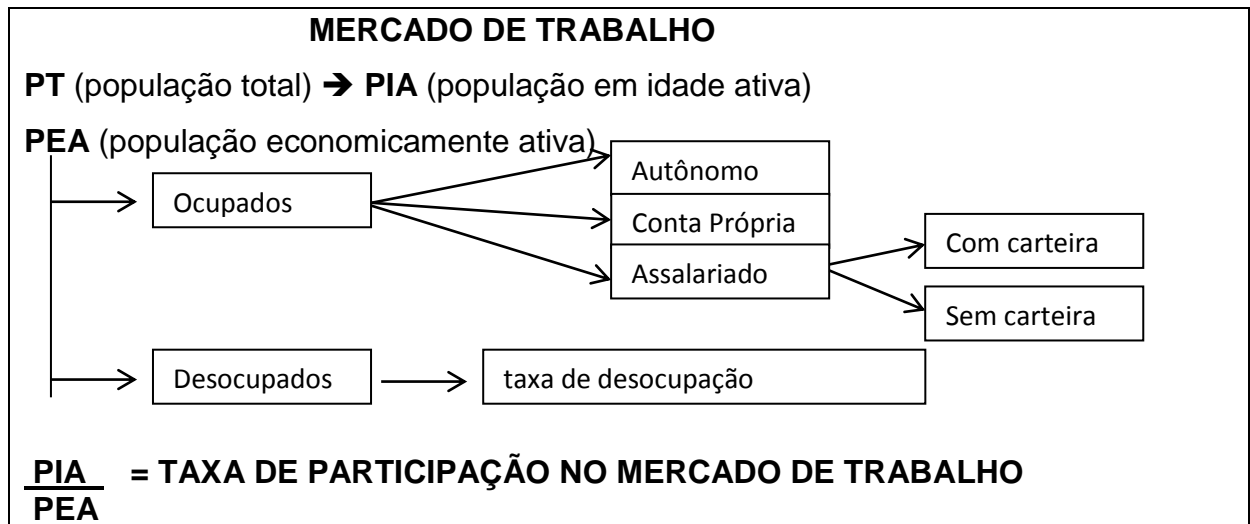 MERCADO DE TRABALHO
PT (população total) ➔ PIA (população em idade ativa)
PEA (população economicamente ativa)
Autônomo
Ocupados
Conta Própria
Com carteira
Assalariado
Sem carteira
Desocupados
taxa de desocupação
PIA = TAXA DE PARTICIPAÇÃO NO MERCADO DE TRABALHO
PEA